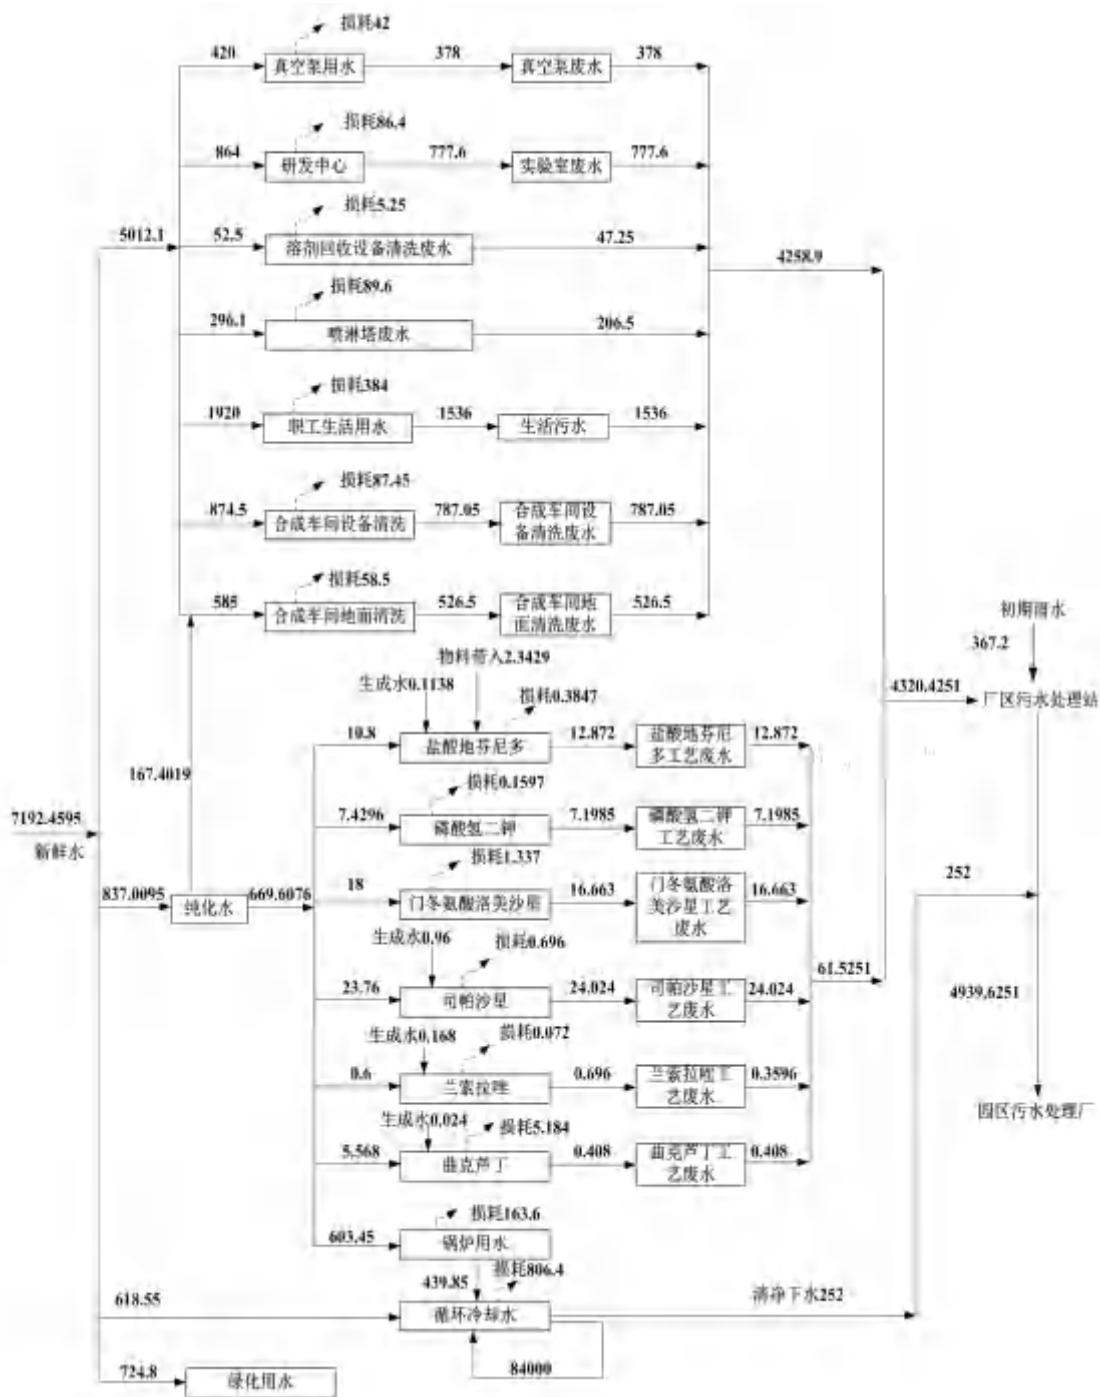 损耗42
420
真空泵用水
378
真空泵废水
378
损耗86.4
864
研发中心
777.6
实验室废水
777.6
损耗5.25
5012.1
52.5
溶剂回收设备清洗废水
47.25
4258.9
损耗89.6
296.1
喷淋塔废水
206.5
损耗384
1920
职工生活用水
1536
生活污水
1536
损耗87.45
874.5
合成车间设备清洗
787.05
合成车间设
备清洗废水
787.05
损耗58.5
585
合成车间地面清洗
526.5
合成车间地
面清洗废水
526.5
初期雨水
367.2
物料带入2.3429
生成水0.1138
损耗0.3847
4320.4251
厂区污水处理站
10.8
盐酸地芬尼多
12.872
盐酸地芬尼
多工艺废水
12.872
167.4019
损耗0.1597
7192.4595
新鲜水
7.4296
磷酸氢二钾
7.1985
磷酸氢二钾
工艺废水
7.1985
损耗1.337
837.0095
纯化水
669.6076
18
门冬氨酸洛美沙星
16.663
门冬氨酸洛
美沙星工艺
废水
16.663
252
生成水0.96
损耗0.696
61.5251
23.76
司帕沙星
24.024
司帕沙星工
艺废水
24.024
4939.6251
生成水0.168
损耗0.072
0.6
兰索拉唑
0.696
兰索拉唑工
艺废水
0.3596
园区污水处理厂
生成水0.024
损耗5.184
5.568
曲克芦丁
0.408
曲克芦丁工
艺废水
0.408
损耗163.6
603.45
锅炉用水
439.85
损耗806.4
618.55
循环冷却水
清净下水252
84000
724.8
绿化用水